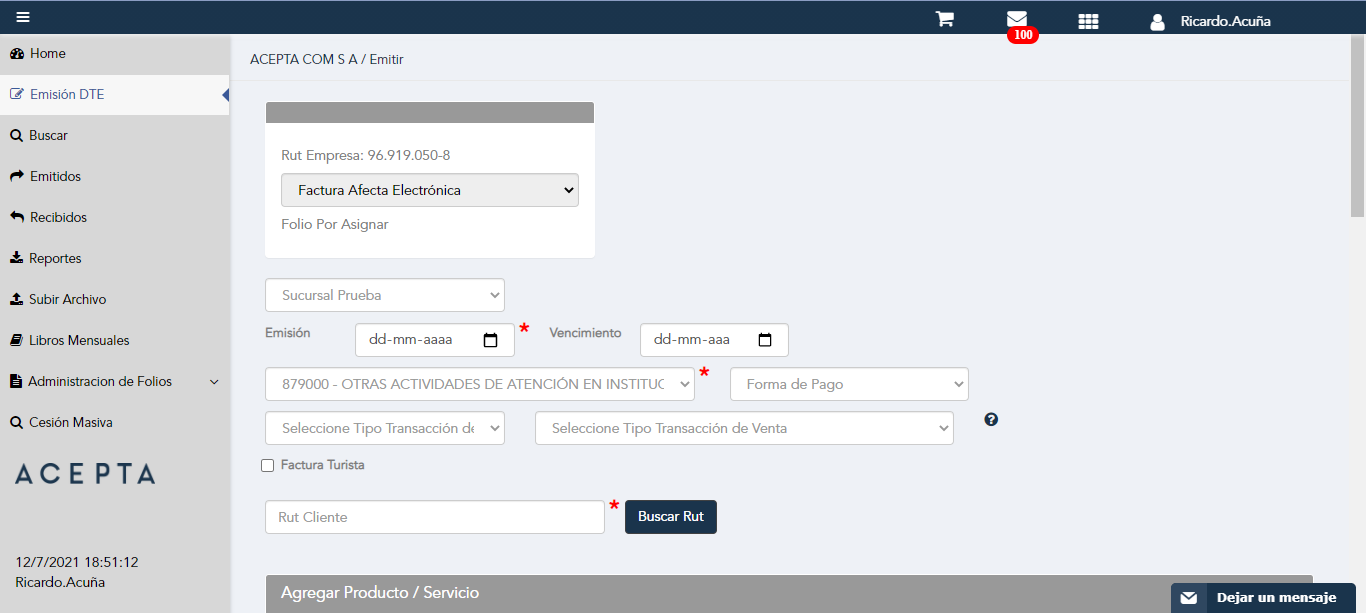 Ricardo.Acuña
100
Home
ACEPTA COM S A / Emitir
Emisión DTE
Buscar
Rut Empresa: 96.919.050-8
Emitidos
Factura Afecta Electrónica
Recibidos
Folio Por Asignar
Reportes
Subir Archivo
Sucursal Prueba
Libros Mensuales
Emisión dd-mm-aaaa * Vencimiento dd-mm-aaa
Administracion de Folios
879000 - OTRAS ACTIVIDADES DE ATENCIÓN EN INSTITUC * Forma de Pago
Cesión Masiva
Seleccione Tipo Transacción de Seleccione Tipo Transacción de Venta
ACEPTA
Factura Turista
Rut Cliente * Buscar Rut
12/7/2021 18:51:12
Ricardo.Acuña
Agregar Producto / Servicio
Dejar un mensaje